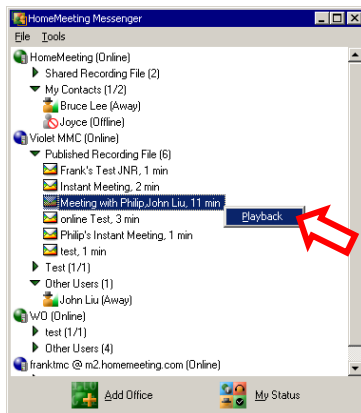 HomeMeeting Messenger
File Tools
HomeMeeting (Online)
Shared Recording File (2)
My Contacts (1/2)
Bruce Lee (Away)
Joyce (Offline)
Violet MMC (Online)
Published Recording File (6)
Frank's Test JNR, 1 min
Instant Meeting, 2 min
Meeting with Philip,John Liu, 11 min
Playback
online Test, 3 min
Philip's Instant Meeting, 1 min
test, 1 min
Test (1/1)
Other Users (1)
John Liu (Away)
WO (Online)
test (1/1)
Other Users (4)
franktmc @ m2.homemeeting.com (Online)
Add Office My Status